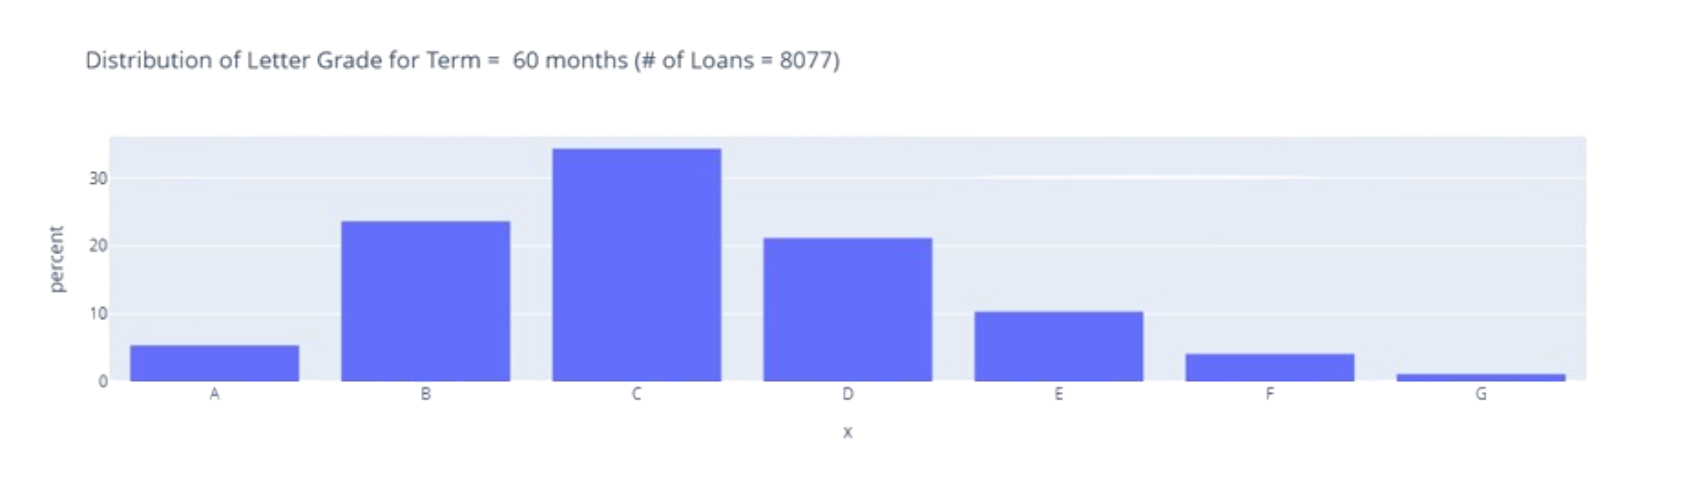 Distribution of Letter Grade for Term = 60 months (# of Loans = 8077)
30
20
10
0
percent
A B C D E F G
x